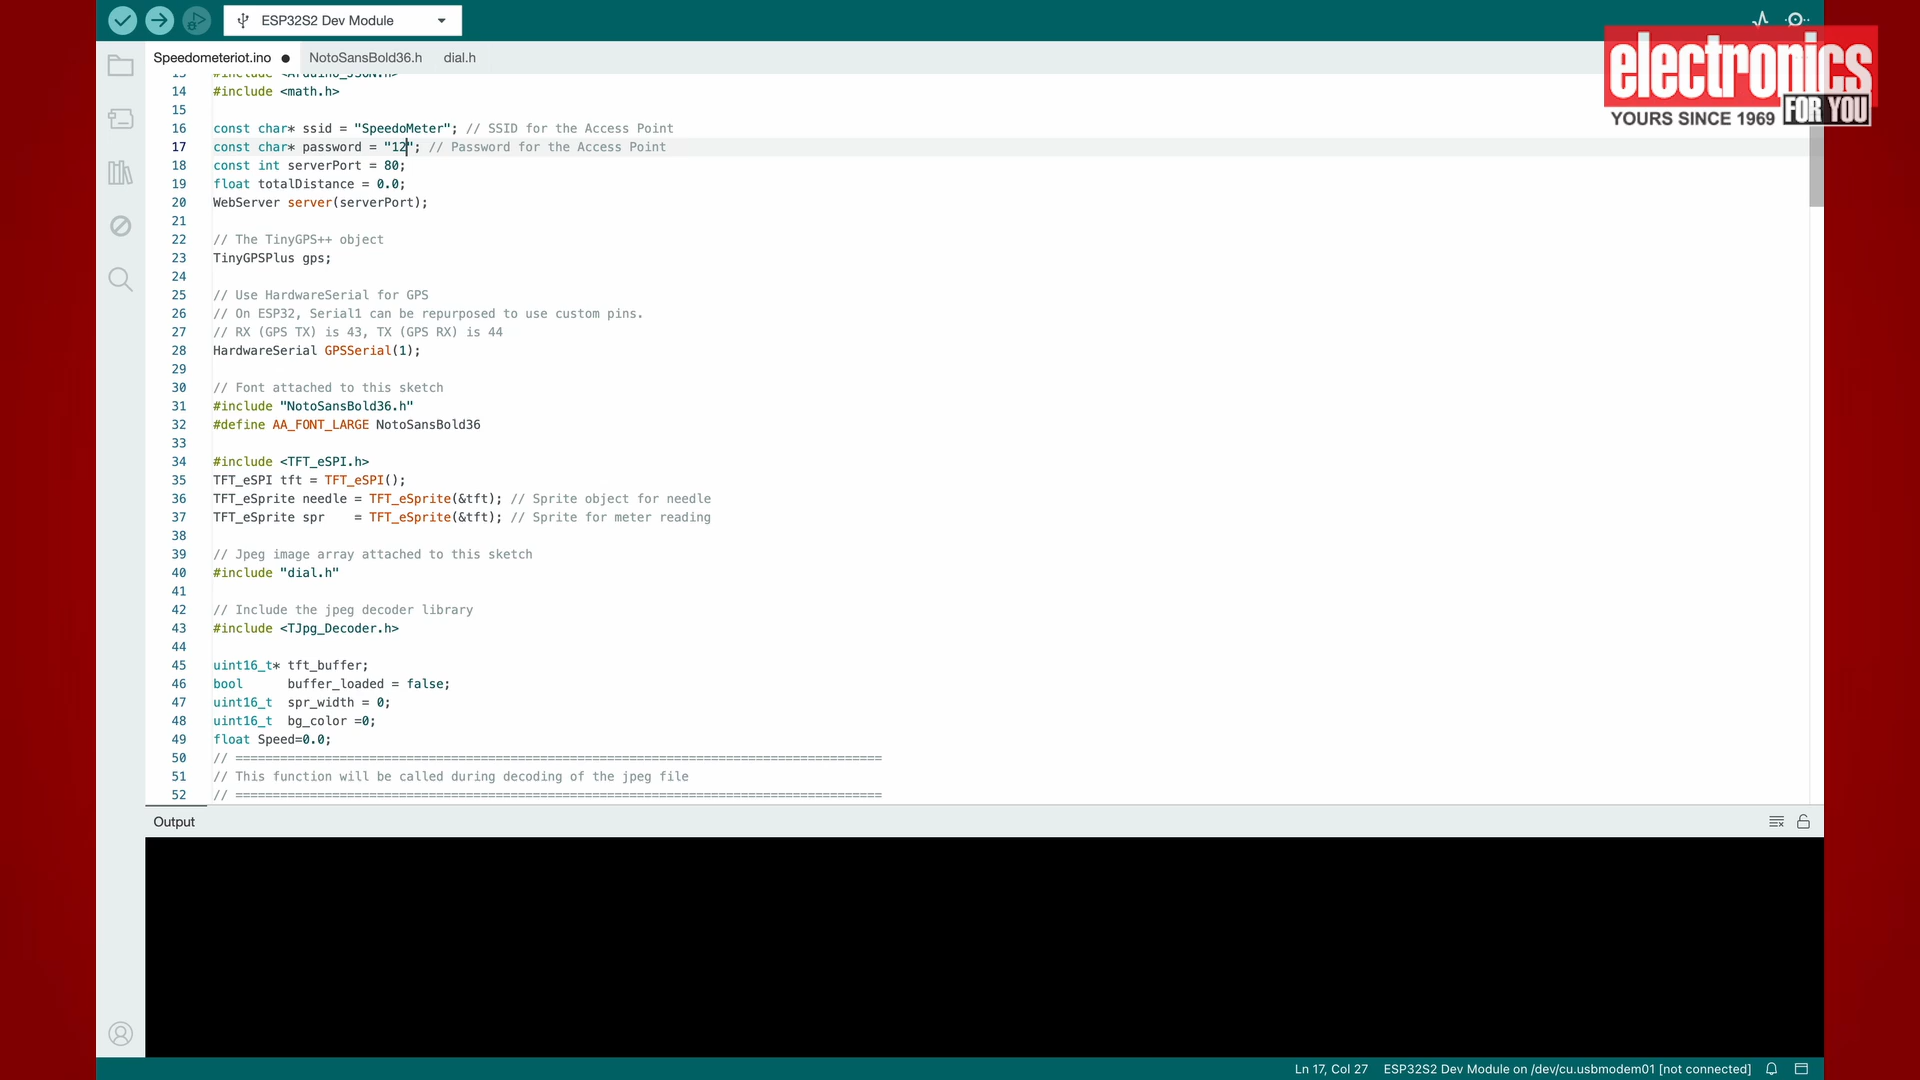 ESP32S2 Dev Module
Speedometeriot.ino
NotoSansBold36.h
dial.h
electronics
FOR YOU
YOURS SINCE 1969
13 #include <Arduino_JSON.h>
14 #include <math.h>
15
16 const char* ssid = "SpeedoMeter"; // SSID for the Access Point
17 const char* password = "12"; // Password for the Access Point
18 const int serverPort = 80;
19 float totalDistance = 0.0;
20 WebServer server(serverPort);
21
22 // The TinyGPS++ object
23 TinyGPSPlus gps;
24
25 // Use HardwareSerial for GPS
26 // On ESP32, Serial1 can be repurposed to use custom pins.
27 // RX (GPS TX) is 43, TX (GPS RX) is 44
28 HardwareSerial GPSSerial(1);
29
30 // Font attached to this sketch
31 #include "NotoSansBold36.h"
32 #define AA_FONT_LARGE NotoSansBold36
33
34 #include <TFT_eSPI.h>
35 TFT_eSPI tft = TFT_eSPI();
36 TFT_eSprite needle = TFT_eSprite(&tft); // Sprite object for needle
37 TFT_eSprite spr    = TFT_eSprite(&tft); // Sprite for meter reading
38
39 // Jpeg image array attached to this sketch
40 #include "dial.h"
41
42 // Include the jpeg decoder library
43 #include <TJpg_Decoder.h>
44
45 uint16_t* tft_buffer;
46 bool      buffer_loaded = false;
47 uint16_t  spr_width = 0;
48 uint16_t  bg_color =0;
49 float Speed=0.0;
50 // =======================================================================================
51 // This function will be called during decoding of the jpeg file
52 // =======================================================================================
Output
Ln 17, Col 27
ESP32S2 Dev Module on /dev/cu.usbmodem01 [not connected]